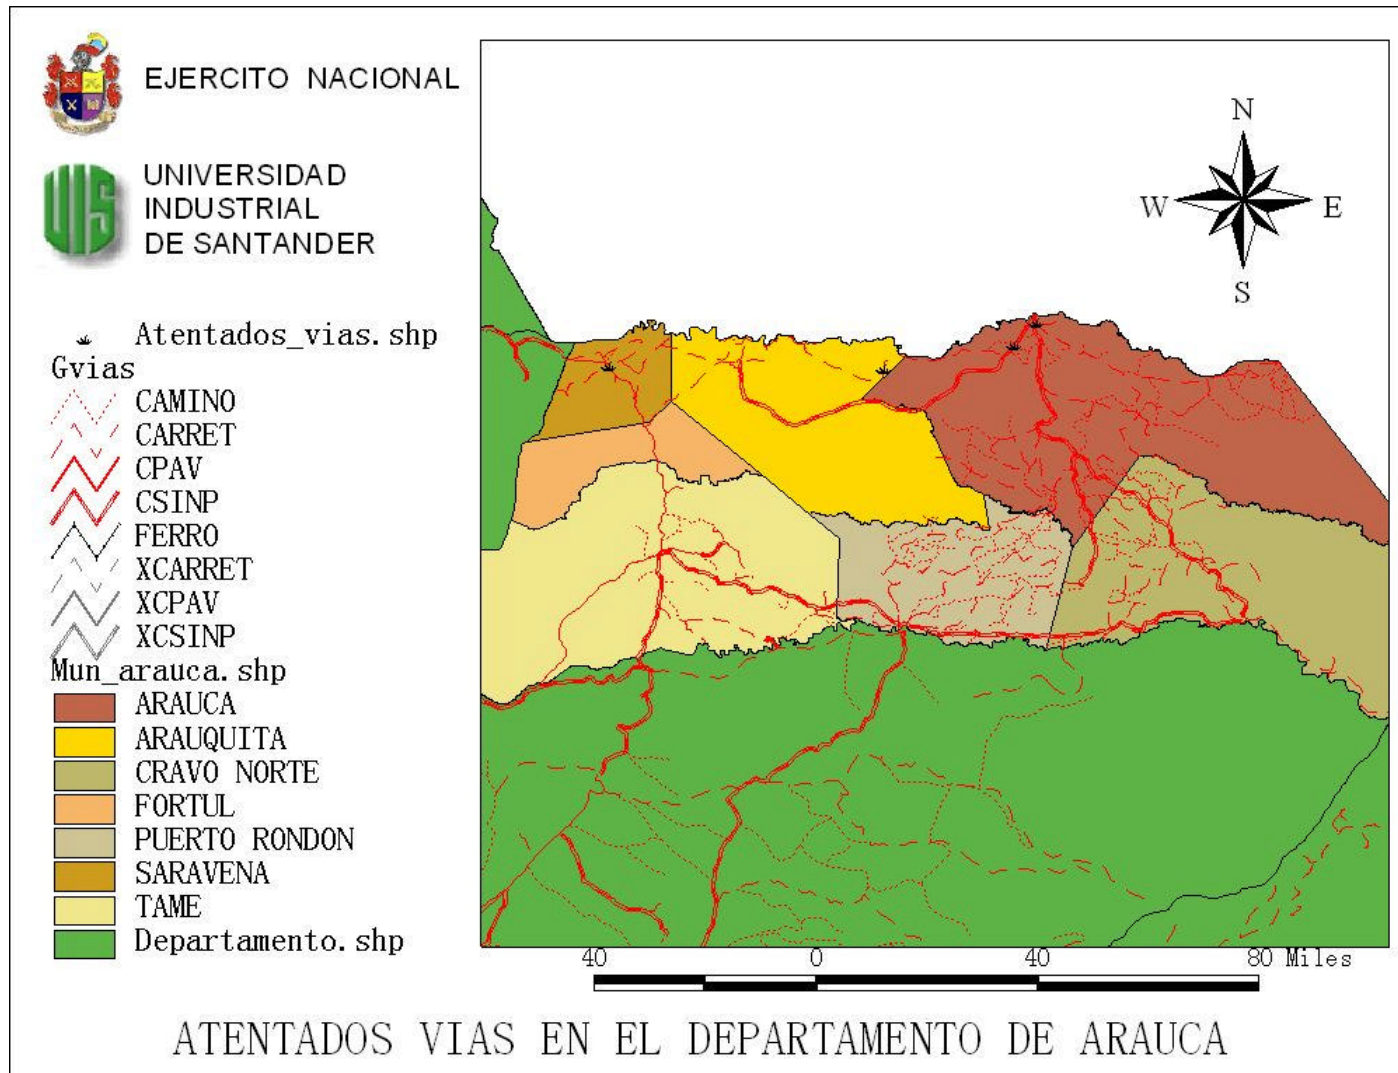 EJERCITO NACIONAL
UIS
UNIVERSIDAD
INDUSTRIAL
DE SANTANDER
Atentados_vias.shp
Gvias
CAMINO
CARRET
CPAV
CSINP
FERRO
XCARRET
XCPAV
XCSINP
Mun_arauca.shp
ARAUCA
ARAUQUITA
CRAVO NORTE
FORTUL
PUERTO RONDON
SARAVENA
TAME
Departamento.shp
N
W E
S
40 0 40 80 Miles
ATENTADOS VIAS EN EL DEPARTAMENTO DE ARAUCA